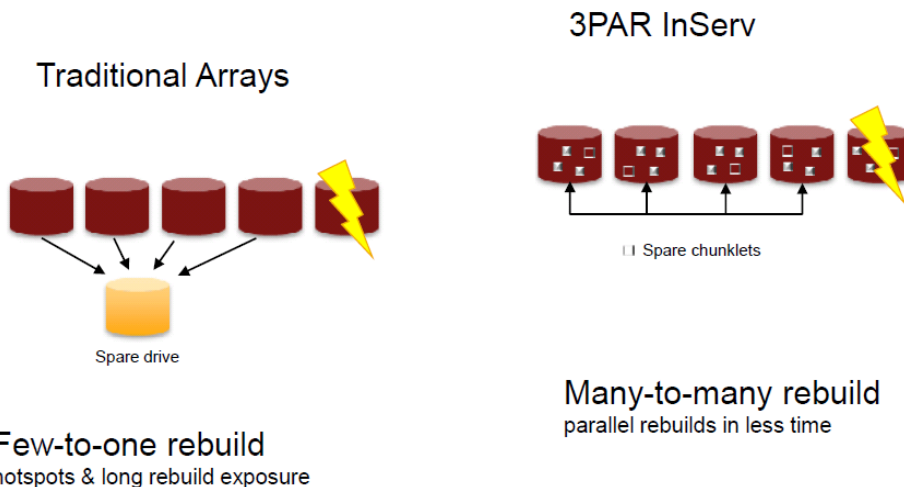 Traditional Arrays
Spare drive
Few-to-one rebuild
hotspots & long rebuild exposure
3PAR InServ
Spare chunklets
Many-to-many rebuild
parallel rebuilds in less time